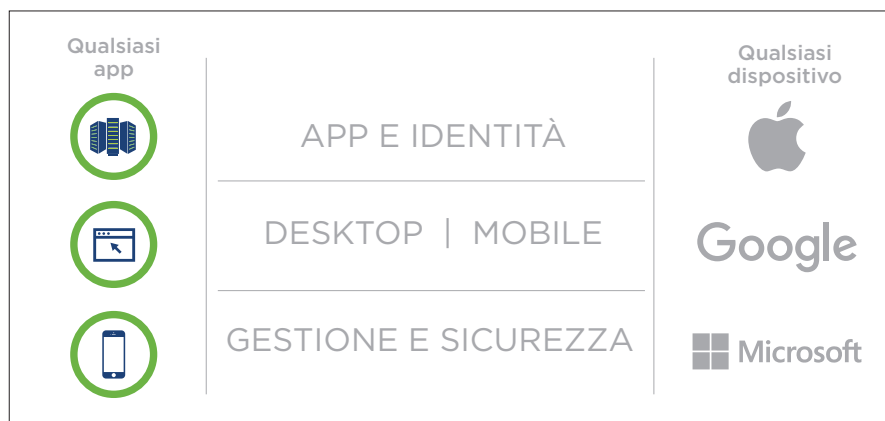 Qualsiasi
app
APP E IDENTITÀ
DESKTOP | MOBILE
GESTIONE E SICUREZZA
Qualsiasi
dispositivo
Google
Microsoft